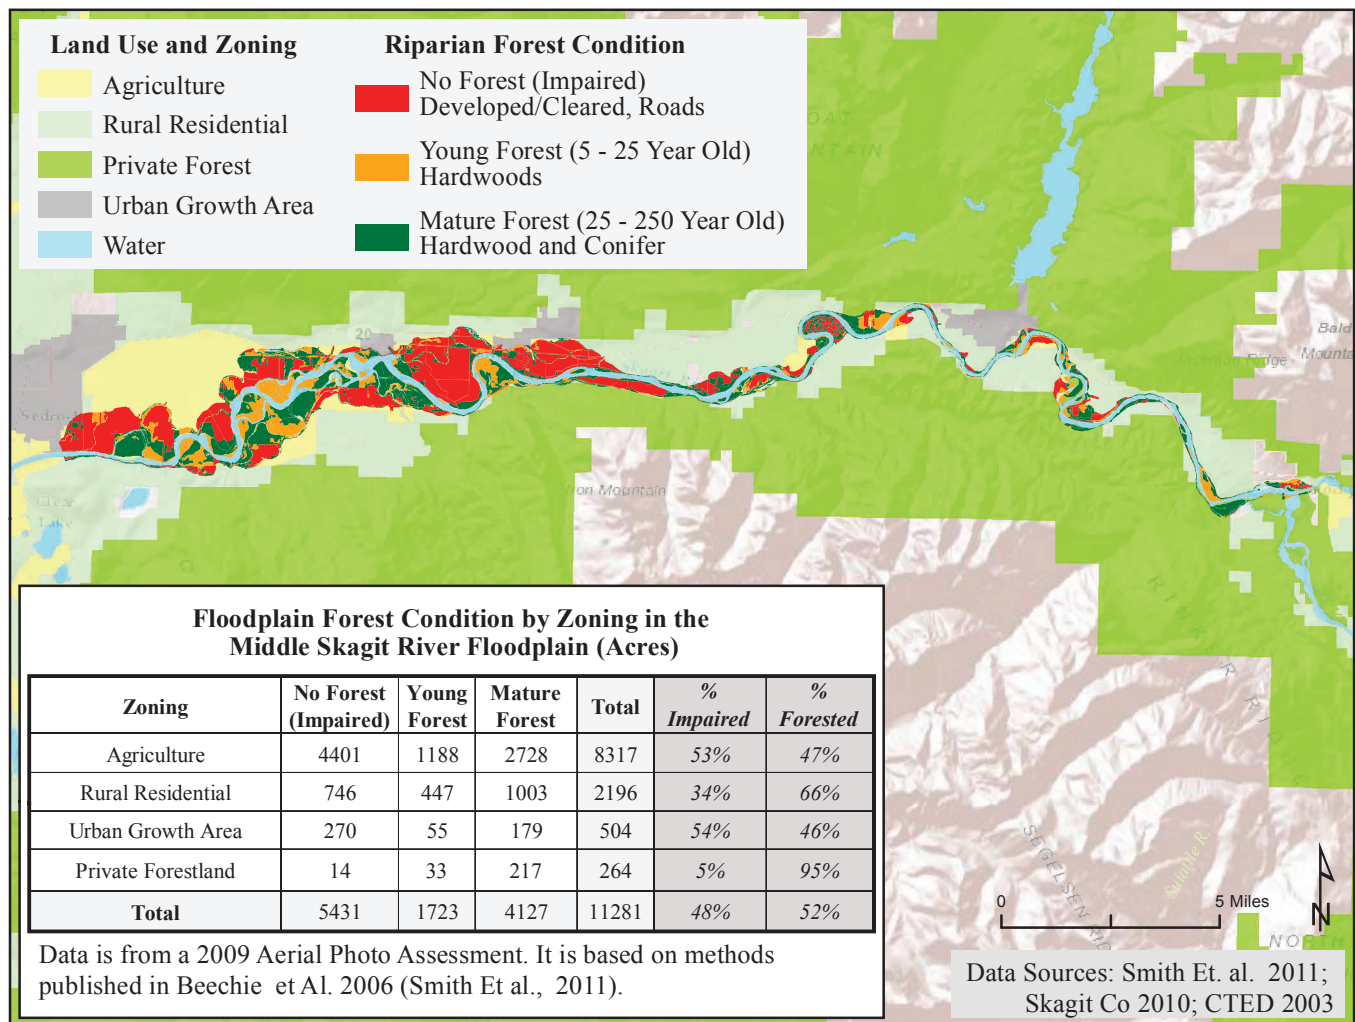 Land Use and Zoning
Agriculture
Rural Residential
Private Forest
Urban Growth Area
Water
Riparian Forest Condition
No Forest (Impaired)
Developed/Cleared, Roads
Young Forest (5 - 25 Year Old)
Hardwoods
Mature Forest (25 - 250 Year Old)
Hardwood and Conifer
20
Clear
Lake
Mountain
Floodplain Forest Condition by Zoning in the
Middle Skagit River Floodplain (Acres)
Zoning No Forest (Impaired) Young Forest Mature Forest Total % Impaired % Forested
Agriculture 4401 1188 2728 8317 53% 47%
Rural Residential 746 447 1003 2196 34% 66%
Urban Growth Area 270 55 179 504 54% 46%
Private Forestland 14 33 217 264 5% 95%
Total 5431 1723 4127 11281 48% 52%
Data is from a 2009 Aerial Photo Assessment. It is based on methods
published in Beechie et Al. 2006 (Smith Et al., 2011).
SEGELSEN
Suiattle R.
0 5 Miles
N
NORTH
Data Sources: Smith Et. al. 2011;
Skagit Co 2010; CTED 2003